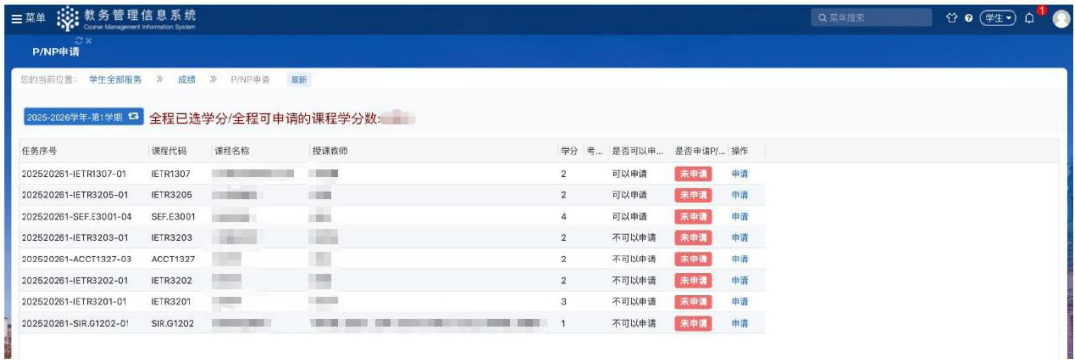 菜单 教务管理信息系统 菜单搜索 学生 1
Course Management Information System
P/NP申请
您的当前位置： 学生全部服务 》 成绩 》 P/NP申请 刷新
2025-2026学年-第1学期 全程已选学分/全程可申请的课程学分数:
任务序号 课程代码 课程名称 授课教师 学分 考... 是否可以申... 是否申请P/... 操作
202520261-IETR1307-01 IETR1307 2 可以申请 未申请 申请
202520261-IETR3205-01 IETR3205 2 可以申请 未申请 申请
202520261-SEF.E3001-04 SEF.E3001 4 可以申请 未申请 申请
202520261-IETR3203-01 IETR3203 2 不可以申请 未申请 申请
202520261-ACCT1327-03 ACCT1327 2 不可以申请 未申请 申请
202520261-IETR3202-01 IETR3202 2 不可以申请 未申请 申请
202520261-IETR3201-01 IETR3201 3 不可以申请 未申请 申请
202520261-SIR.G1202-01 SIR.G1202 1 不可以申请 未申请 申请